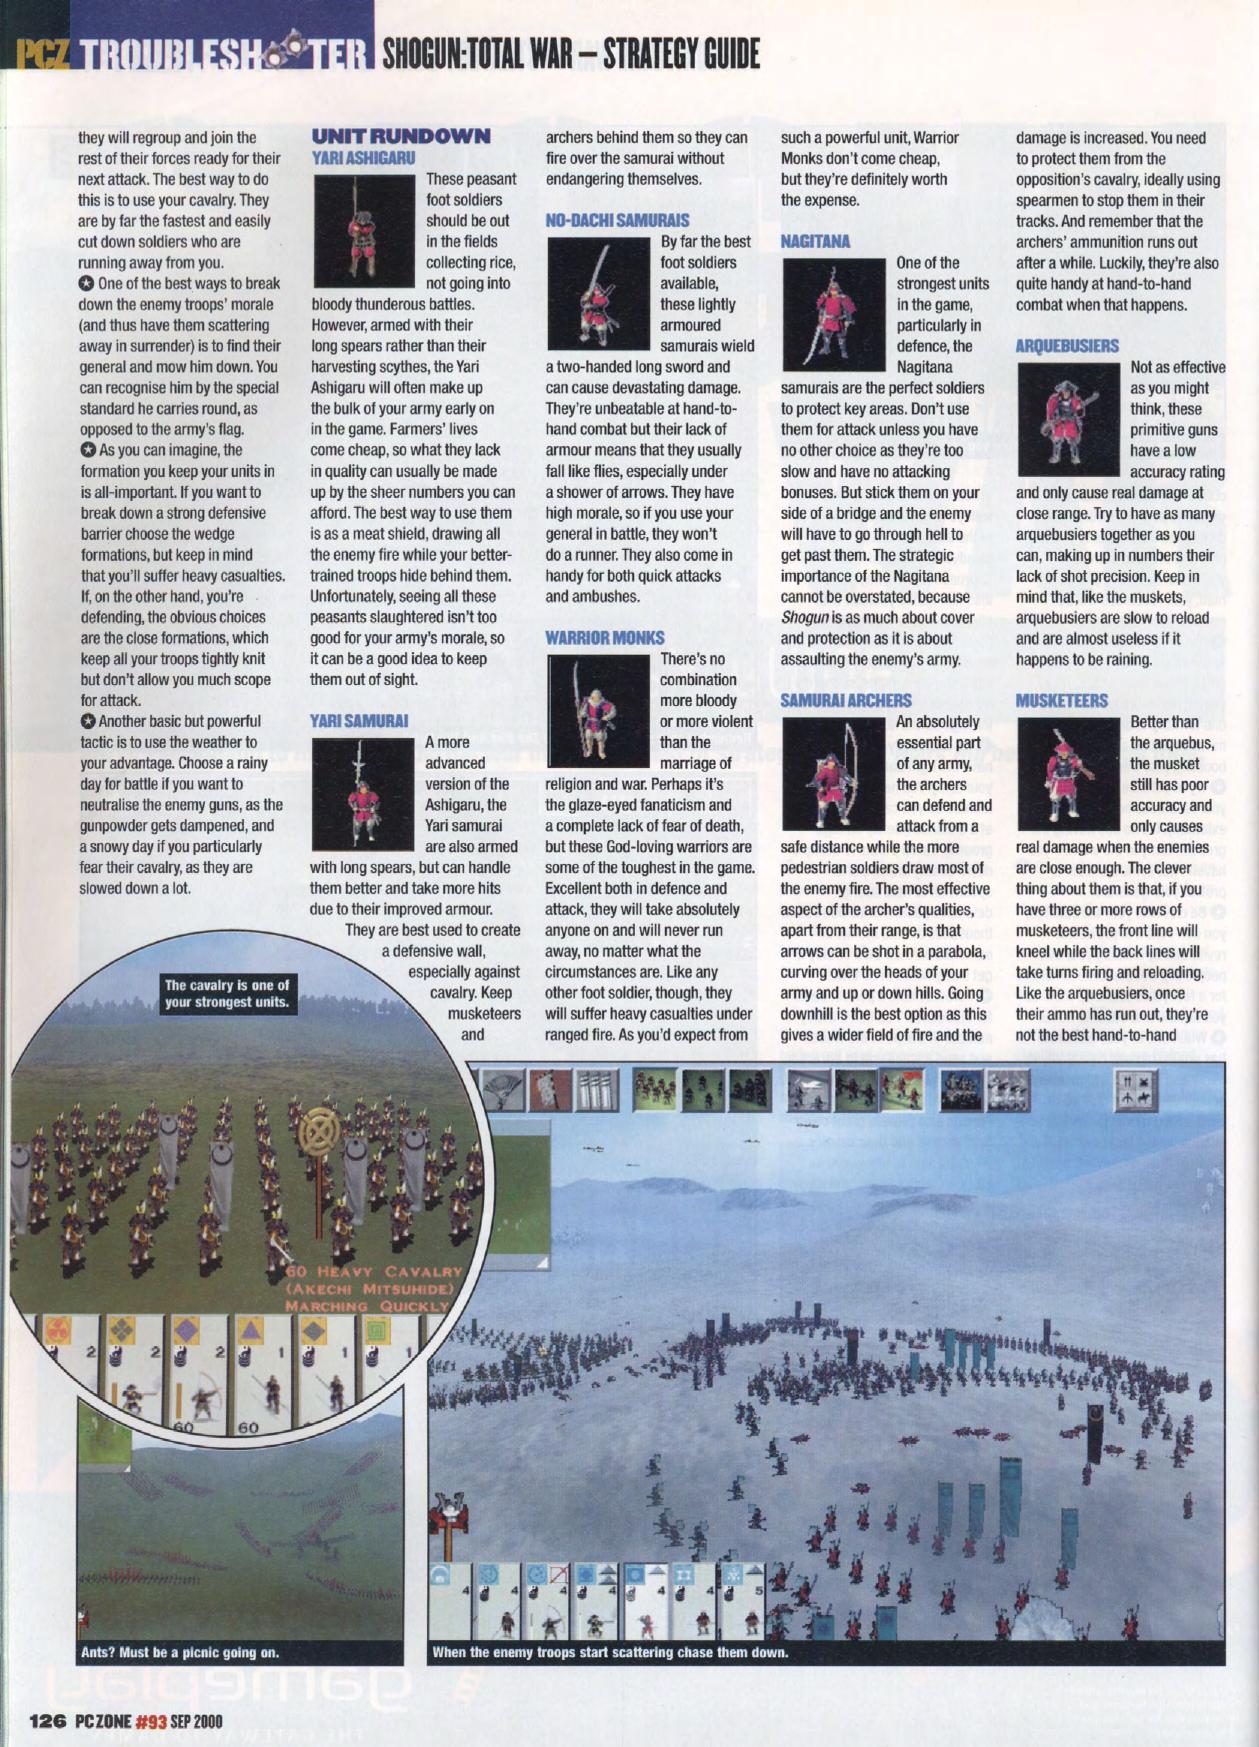 PCZ TROUBLESHOOTER SHOGUN:TOTAL WAR – STRATEGY GUIDE
they will regroup and join the
rest of their forces ready for their
next attack. The best way to do
this is to use your cavalry. They
are by far the fastest and easily
cut down soldiers who are
running away from you.
One of the best ways to break
down the enemy troops' morale
(and thus have them scattering
away in surrender) is to find their
general and mow him down. You
can recognise him by the special
standard he carries round, as
opposed to the army's flag.
As you can imagine, the
formation you keep your units in
is all-important. If you want to
break down a strong defensive
barrier choose the wedge
formations, but keep in mind
that you'll suffer heavy casualties.
If, on the other hand, you're
defending, the obvious choices
are the close formations, which
keep all your troops tightly knit
but don't allow you much scope
for attack.
Another basic but powerful
tactic is to use the weather to
your advantage. Choose a rainy
day for battle if you want to
neutralise the enemy guns, as the
gunpowder gets dampened, and
a snowy day if you particularly
fear their cavalry, as they are
slowed down a lot.
UNIT RUNDOWN
YARI ASHIGARU
These peasant
foot soldiers
should be out
in the fields
collecting rice,
not going into
bloody thunderous battles.
However, armed with their
long spears rather than their
harvesting scythes, the Yari
Ashigaru will often make up
the bulk of your army early on
in the game. Farmers' lives
come cheap, so what they lack
in quality can usually be made
up by the sheer numbers you can
afford. The best way to use them
is as a meat shield, drawing all
the enemy fire while your better-
trained troops hide behind them.
Unfortunately, seeing all these
peasants slaughtered isn't too
good for your army's morale, so
it can be a good idea to keep
them out of sight.
YARI SAMURAI
A more
advanced
version of the
Ashigaru, the
Yari samurai
are also armed
with long spears, but can handle
them better and take more hits
due to their improved armour.
They are best used to create
a defensive wall,
especially against
cavalry. Keep
musketeers
and
archers behind them so they can
fire over the samurai without
endangering themselves.
NO-DACHI SAMURAIS
By far the best
foot soldiers
available,
these lightly
armoured
samurais wield
a two-handed long sword and
can cause devastating damage.
They're unbeatable at hand-to-
hand combat but their lack of
armour means that they usually
fall like flies, especially under
a shower of arrows. They have
high morale, so if you use your
general in battle, they won't
do a runner. They also come in
handy for both quick attacks
and ambushes.
WARRIOR MONKS
There's no
combination
more bloody
or more violent
than the
marriage of
religion and war. Perhaps it's
the glaze-eyed fanaticism and
a complete lack of fear of death,
but these God-loving warriors are
some of the toughest in the game.
Excellent both in defence and
attack, they will take absolutely
anyone on and will never run
away, no matter what the
circumstances are. Like any
other foot soldier, though, they
will suffer heavy casualties under
ranged fire. As you'd expect from
such a powerful unit, Warrior
Monks don't come cheap,
but they're definitely worth
the expense.
NAGITANA
One of the
strongest units
in the game,
particularly in
defence, the
Nagitana
samurais are the perfect soldiers
to protect key areas. Don't use
them for attack unless you have
no other choice as they're too
slow and have no attacking
bonuses. But stick them on your
side of a bridge and the enemy
will have to go through hell to
get past them. The strategic
importance of the Nagitana
cannot be overstated, because
Shogun is as much about cover
and protection as it is about
assaulting the enemy's army.
SAMURAI ARCHERS
An absolutely
essential part
of any army,
the archers
can defend and
attack from a
safe distance while the more
pedestrian soldiers draw most of
the enemy fire. The most effective
aspect of the archer's qualities,
apart from their range, is that
arrows can be shot in a parabola,
curving over the heads of your
army and up or down hills. Going
downhill is the best option as this
gives a wider field of fire and the
damage is increased. You need
to protect them from the
opposition's cavalry, ideally using
spearmen to stop them in their
tracks. And remember that the
archers' ammunition runs out
after a while. Luckily, they're also
quite handy at hand-to-hand
combat when that happens.
ARQUEBUSIERS
Not as effective
as you might
think, these
primitive guns
have a low
accuracy rating
and only cause real damage at
close range. Try to have as many
arquebusiers together as you
can, making up in numbers their
lack of shot precision. Keep in
mind that, like the muskets,
arquebusiers are slow to reload
and are almost useless if it
happens to be raining.
MUSKETEERS
Better than
the arquebus,
the musket
still has poor
accuracy and
only causes
real damage when the enemies
are close enough. The clever
thing about them is that, if you
have three or more rows of
musketeers, the front line will
kneel while the back lines will
take turns firing and reloading.
Like the arquebusiers, once
their ammo has run out, they're
not the best hand-to-hand
The cavalry is one of
your strongest units.
60 HEAVY CAVALRY
(AKECHI MITSUHIDE)
MARCHING QUICKLY
2 2 2 1 1 1
60 60
Ants? Must be a picnic going on.
4 4 4 4 4 4 5
When the enemy troops start scattering chase them down.
126 PCZONE #93 SEP 2000